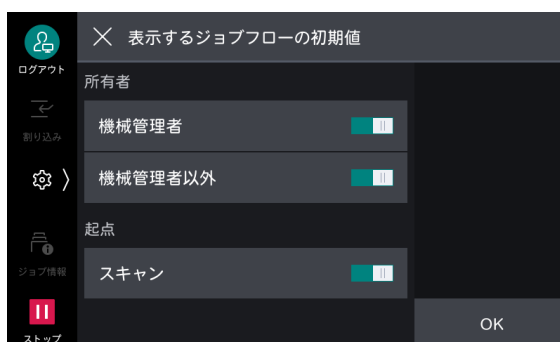 表示するジョブフローの初期値
ログアウト
所有者
割り込み
機械管理者
機械管理者以外
起点
ジョブ情報
スキャン
ストップ
OK